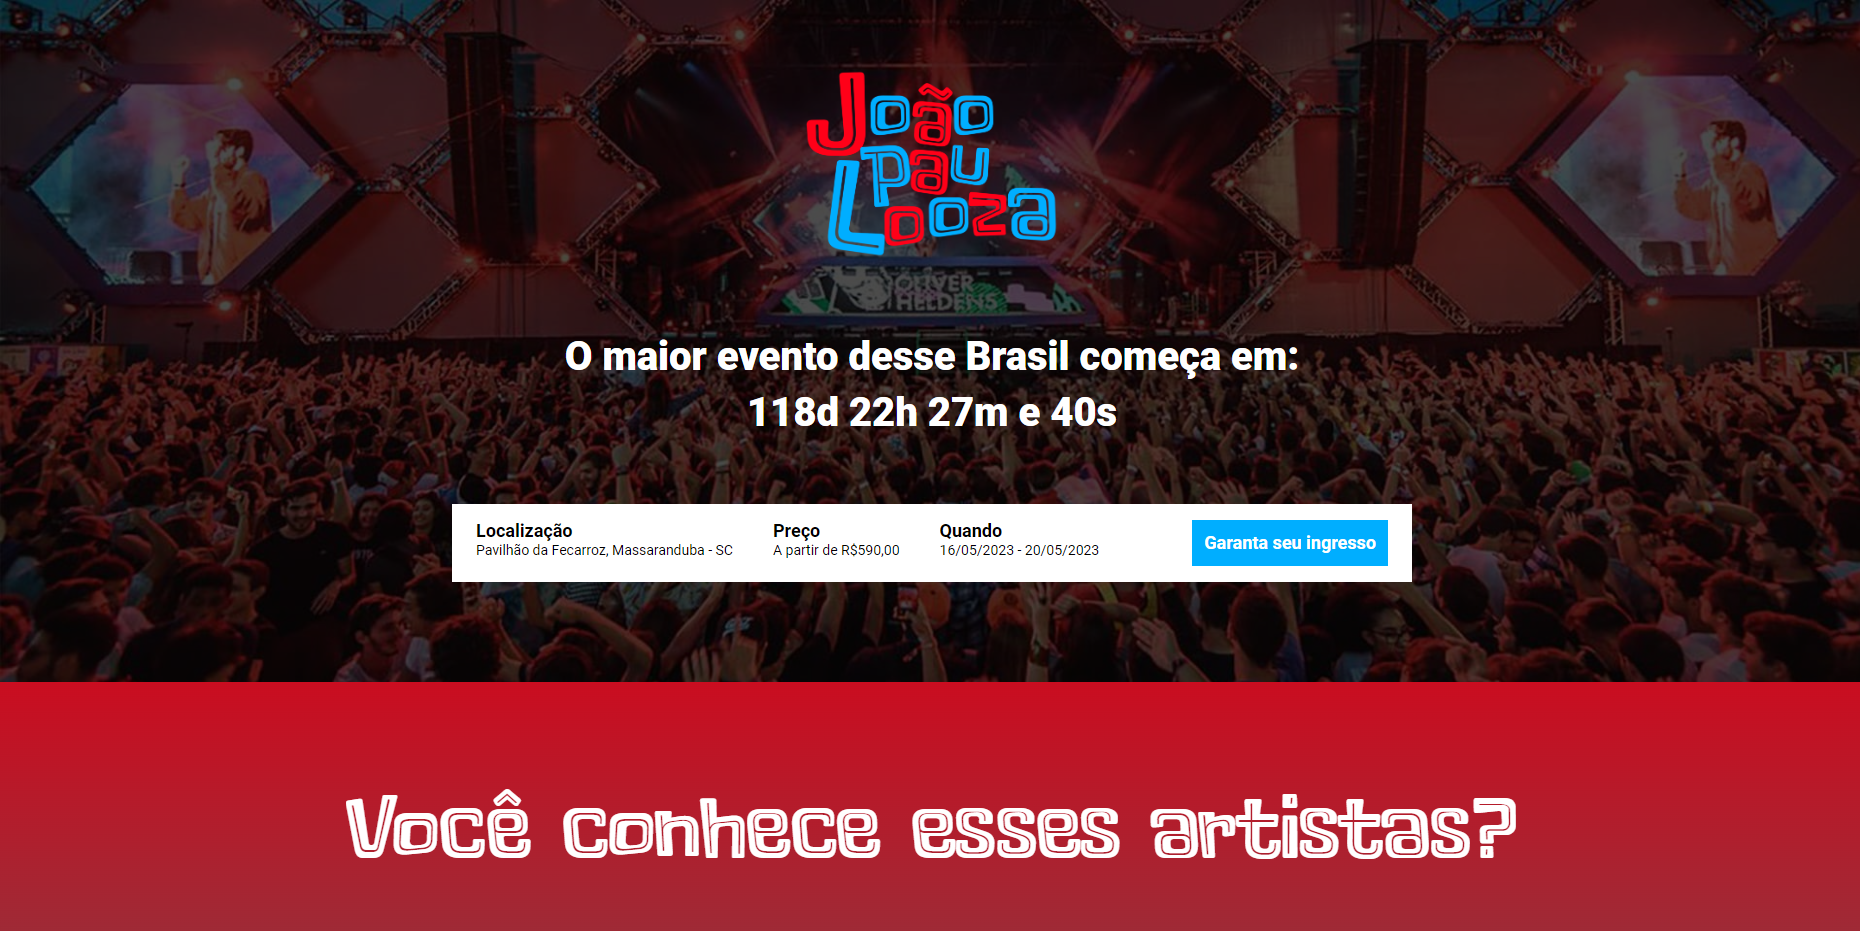 João
Pau
Looza
OLIVER
HELDENS
O maior evento desse Brasil começa em:
118d 22h 27m e 40s
Localização
Pavilhão da Fecarroz, Massaranduba - SC
Preço
A partir de R$590,00
Quando
16/05/2023 - 20/05/2023
Garanta seu ingresso
Você conhece esses artistas?